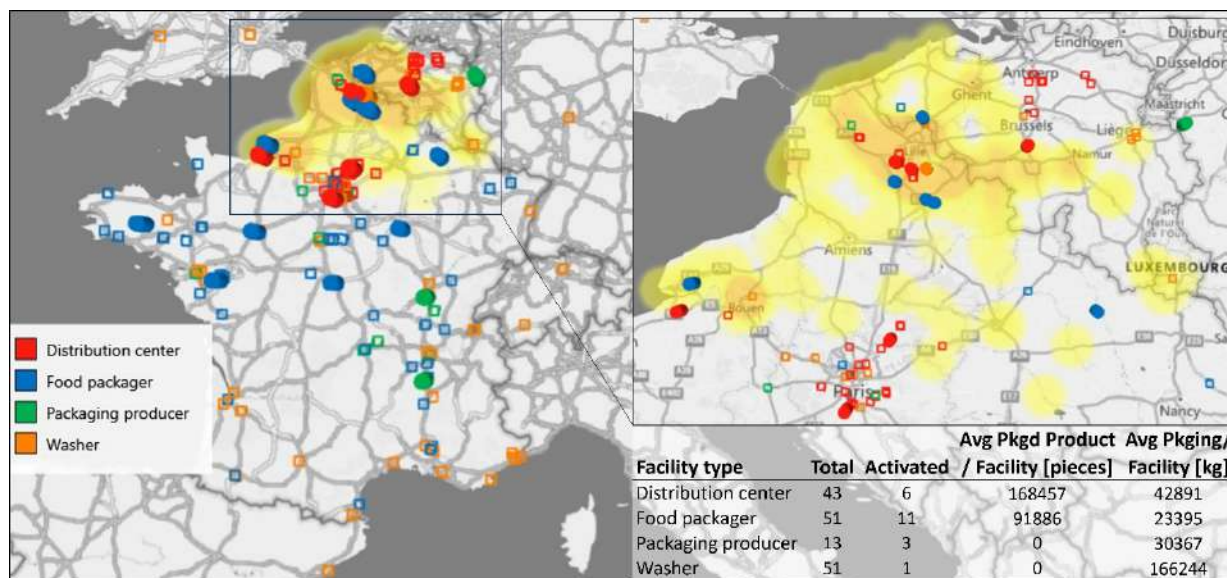 Duisburg
Eindhoven
Düsseldorf
Antwerp
Ghent
Maastricht
Brussels
Liège
Lille
Namur
Amiens
LUXEMBOURG
Rouen
Paris
Nancy
Distribution center
Food packager
Packaging producer
Washer
Avg Pkgd Product Avg Pkging/
Facility type Total Activated / Facility [pieces] Facility [kg]
Distribution center 43 6 168457 42891
Food packager 51 11 91886 23395
Packaging producer 13 3 0 30367
Washer 51 1 0 166244